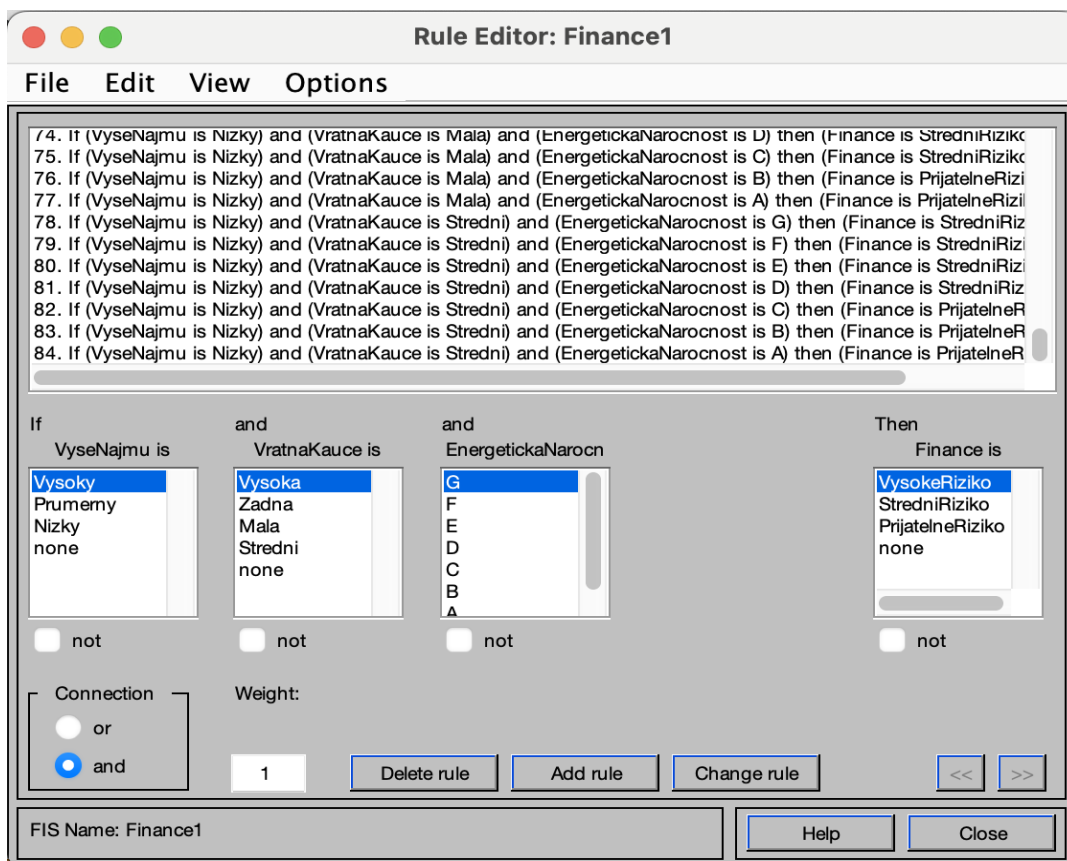 Rule Editor: Finance1
File Edit View Options
74. If (VyseNajmu is Nizky) and (VratnaKauce is Mala) and (EnergetickaNarocnost is D) then (Finance is StredniRiziko
75. If (VyseNajmu is Nizky) and (VratnaKauce is Mala) and (EnergetickaNarocnost is C) then (Finance is StredniRiziko
76. If (VyseNajmu is Nizky) and (VratnaKauce is Mala) and (EnergetickaNarocnost is B) then (Finance is PrijatelneRizi
77. If (VyseNajmu is Nizky) and (VratnaKauce is Mala) and (EnergetickaNarocnost is A) then (Finance is PrijatelneRizi
78. If (VyseNajmu is Nizky) and (VratnaKauce is Stredni) and (EnergetickaNarocnost is G) then (Finance is StredniRiz
79. If (VyseNajmu is Nizky) and (VratnaKauce is Stredni) and (EnergetickaNarocnost is F) then (Finance is StredniRizi
80. If (VyseNajmu is Nizky) and (VratnaKauce is Stredni) and (EnergetickaNarocnost is E) then (Finance is StredniRizi
81. If (VyseNajmu is Nizky) and (VratnaKauce is Stredni) and (EnergetickaNarocnost is D) then (Finance is StredniRiz
82. If (VyseNajmu is Nizky) and (VratnaKauce is Stredni) and (EnergetickaNarocnost is C) then (Finance is PrijatelneR
83. If (VyseNajmu is Nizky) and (VratnaKauce is Stredni) and (EnergetickaNarocnost is B) then (Finance is PrijatelneR
84. If (VyseNajmu is Nizky) and (VratnaKauce is Stredni) and (EnergetickaNarocnost is A) then (Finance is PrijatelneR
If and and Then
VyseNajmu is VratnaKauce is EnergetickaNarocn Finance is
Vysoky Vysoka G VysokeRiziko
Prumerny Zadna F StredniRiziko
Nizky Mala E PrijatelneRiziko
none Stredni D none
none C
B
A
not not not not
Connection Weight:
or
and 1 Delete rule Add rule Change rule << >>
FIS Name: Finance1 Help Close